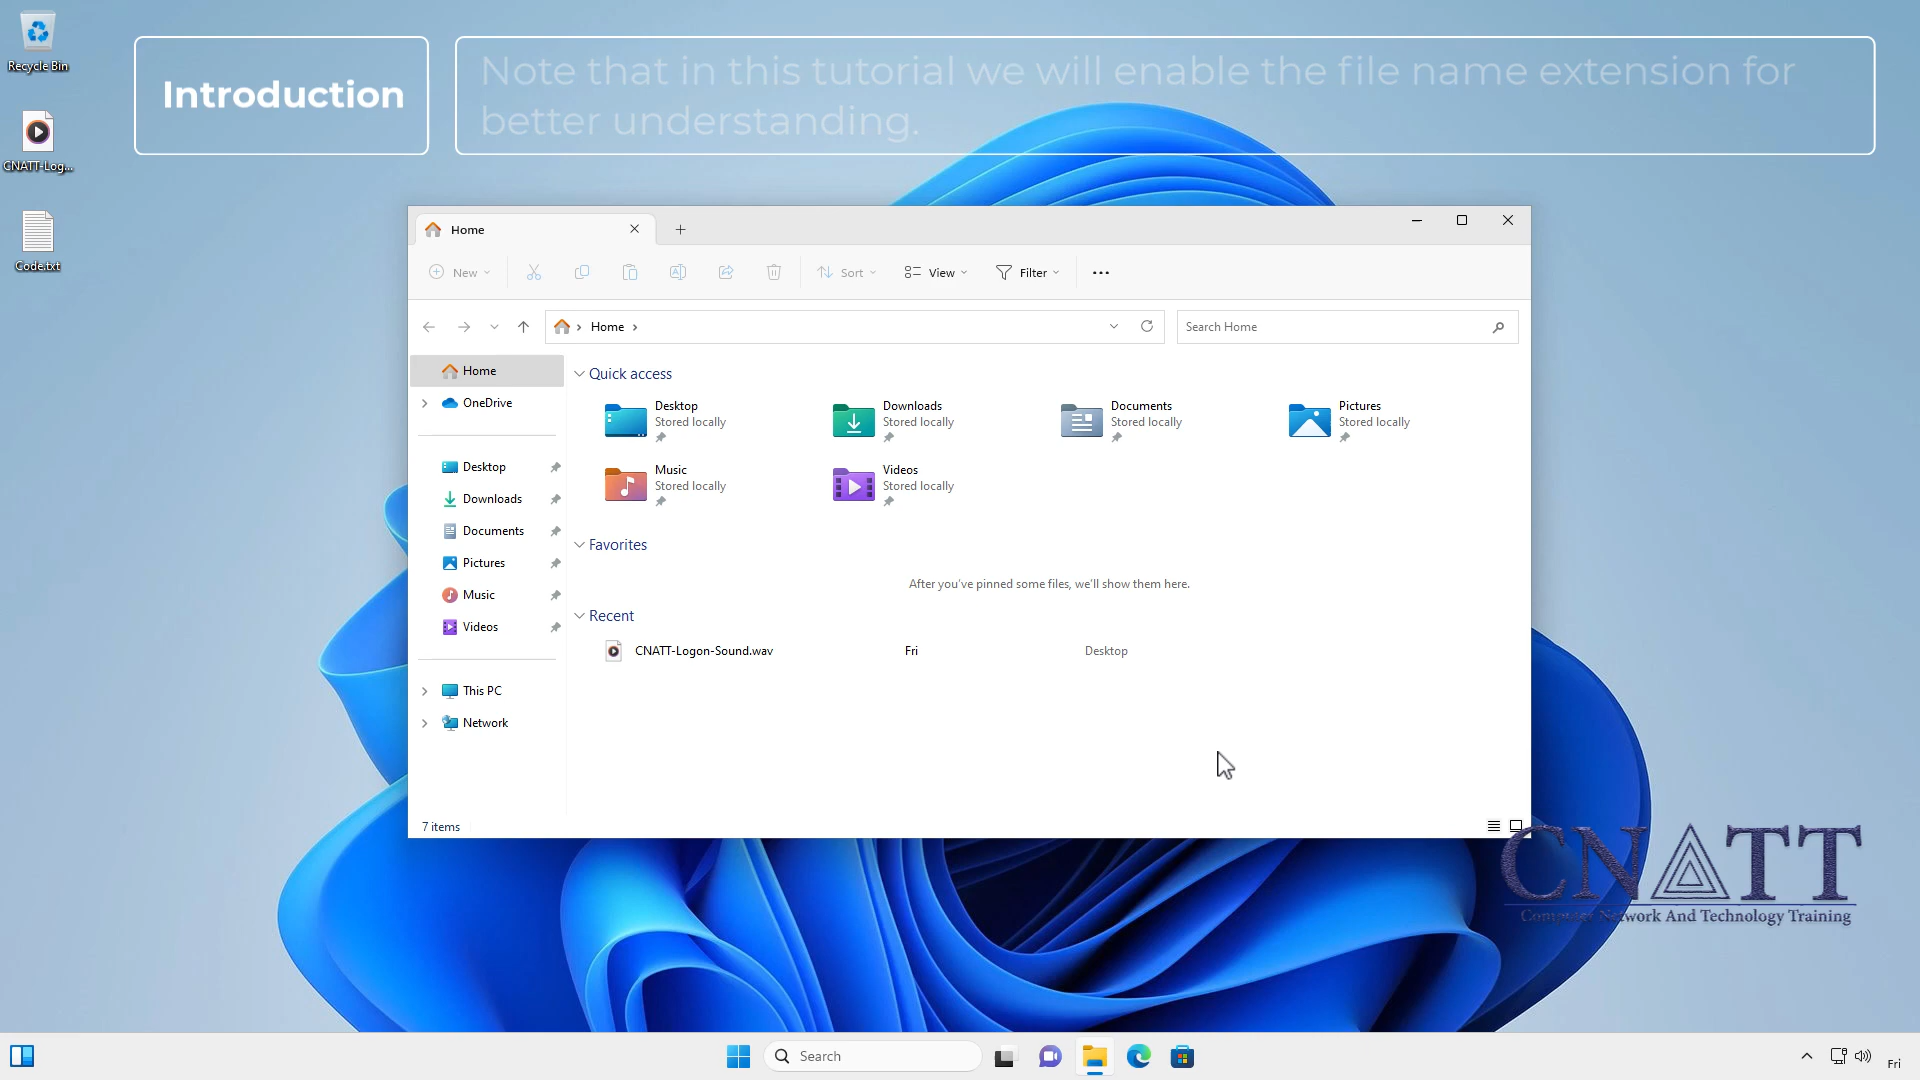 Recycle Bin
CNATT-Log...
Code.txt
Introduction
Note that in this tutorial we will enable the file name extension for
better understanding.
Home
New
Sort
View
Filter
Home
Search Home
Home
OneDrive
Desktop
Downloads
Documents
Pictures
Music
Videos
This PC
Network
Quick access
Desktop
Stored locally
Downloads
Stored locally
Documents
Stored locally
Pictures
Stored locally
Music
Stored locally
Videos
Stored locally
Favorites
After you've pinned some files, we'll show them here.
Recent
CNATT-Logon-Sound.wav Fri Desktop
7 items
CNATT
Computer Network And Technology Training
Search
Fri